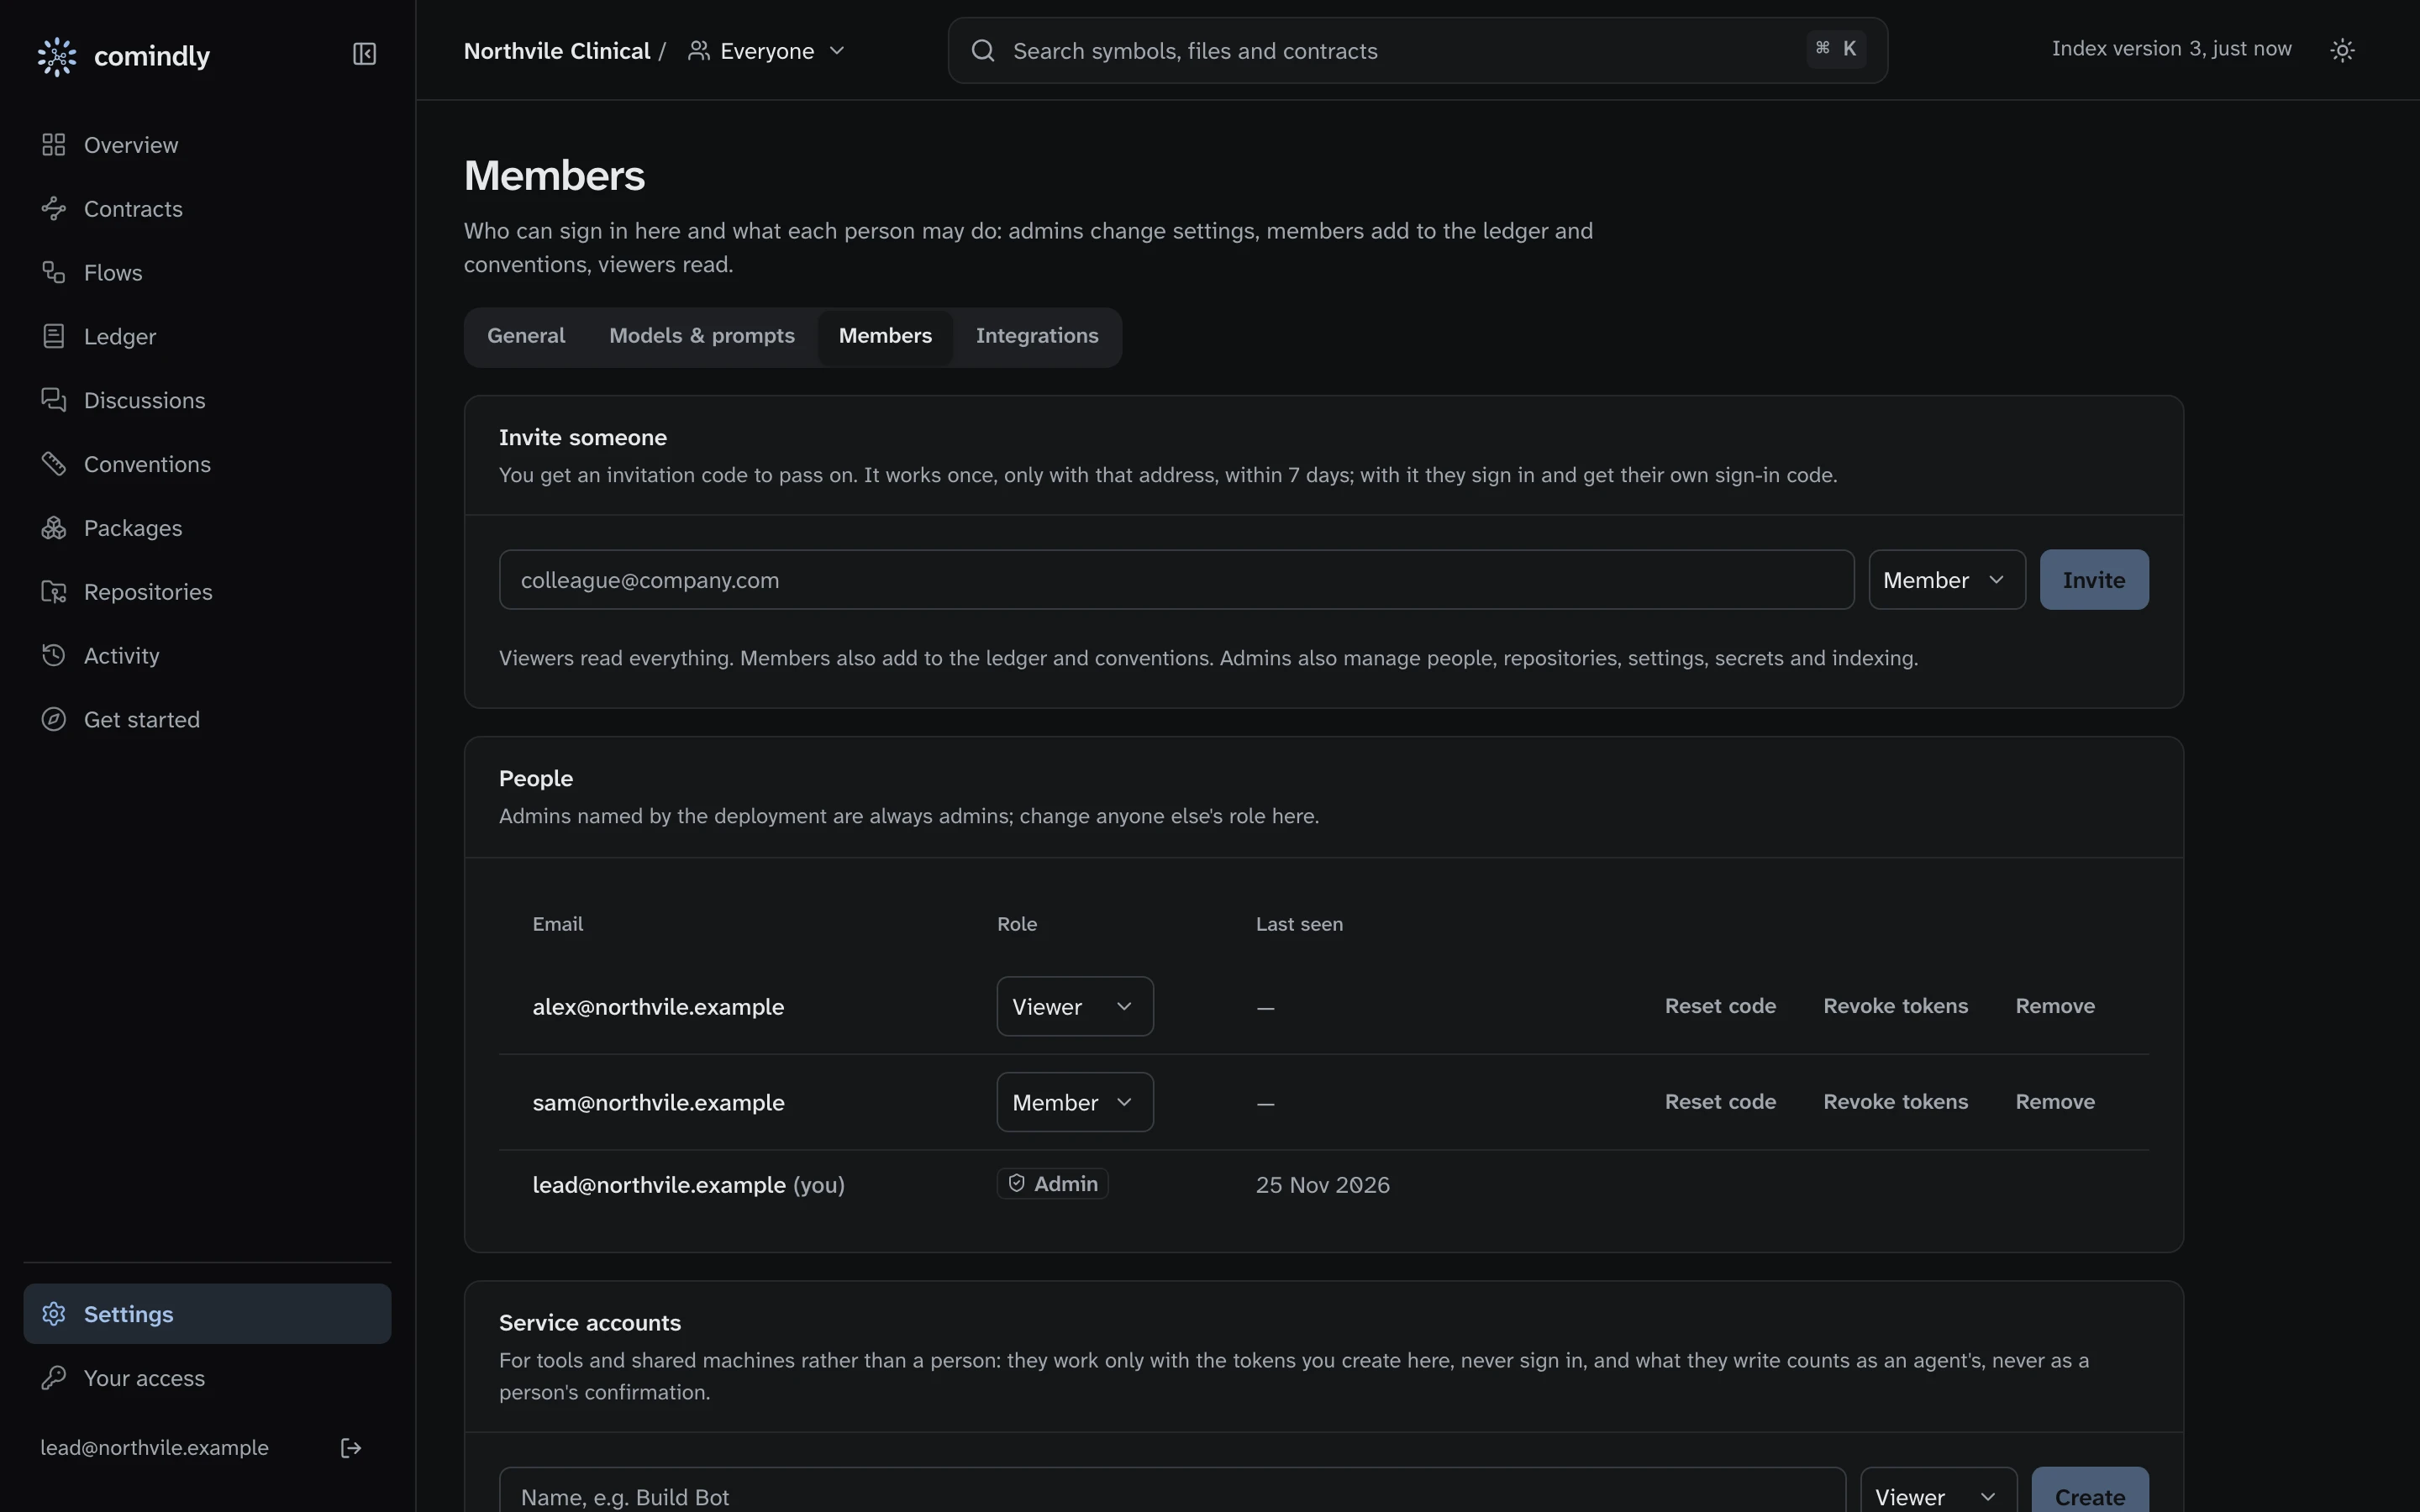 comindly
Northvile Clinical / Everyone
Search symbols, files and contracts
⌘ K
Index version 3, just now
Overview
Contracts
Flows
Ledger
Discussions
Conventions
Packages
Repositories
Activity
Get started
Settings
Your access
lead@northvile.example
Members
Who can sign in here and what each person may do: admins change settings, members add to the ledger and
conventions, viewers read.
General Models & prompts Members Integrations
Invite someone
You get an invitation code to pass on. It works once, only with that address, within 7 days; with it they sign in and get their own sign-in code.
colleague@company.com Member Invite
Viewers read everything. Members also add to the ledger and conventions. Admins also manage people, repositories, settings, secrets and indexing.
People
Admins named by the deployment are always admins; change anyone else's role here.
Email Role Last seen
alex@northvile.example Viewer — Reset code Revoke tokens Remove
sam@northvile.example Member — Reset code Revoke tokens Remove
lead@northvile.example (you) Admin 25 Nov 2026
Service accounts
For tools and shared machines rather than a person: they work only with the tokens you create here, never sign in, and what they write counts as an agent's, never as a
person's confirmation.
Name, e.g. Build Bot Viewer Create